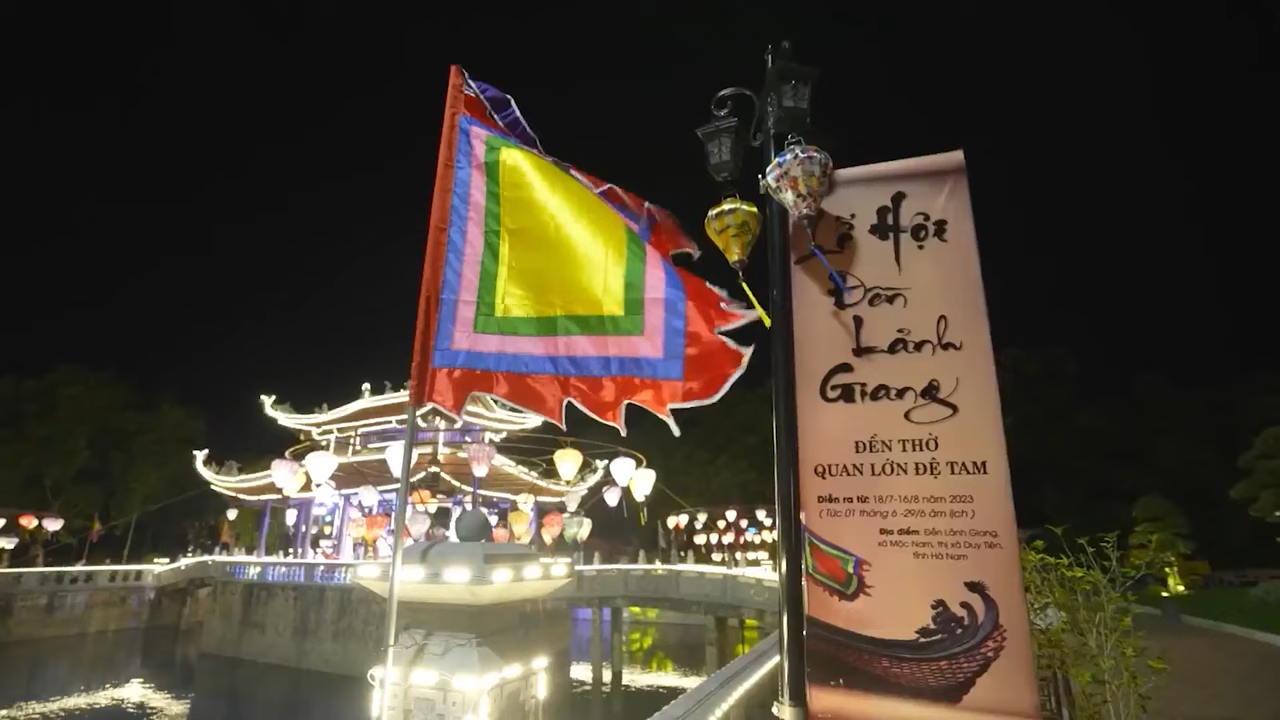 Lễ Hội
Đền
Lảnh
Giang
ĐỀN THỜ
QUAN LỚN ĐỆ TAM
Diễn ra từ: 18/7-16/8 năm 2023
( Tức 01 tháng 6 -29/6 âm lịch )
Địa điểm: Đền Lảnh Giang,
xã Mộc Nam, thị xã Duy Tiên,
tỉnh Hà Nam